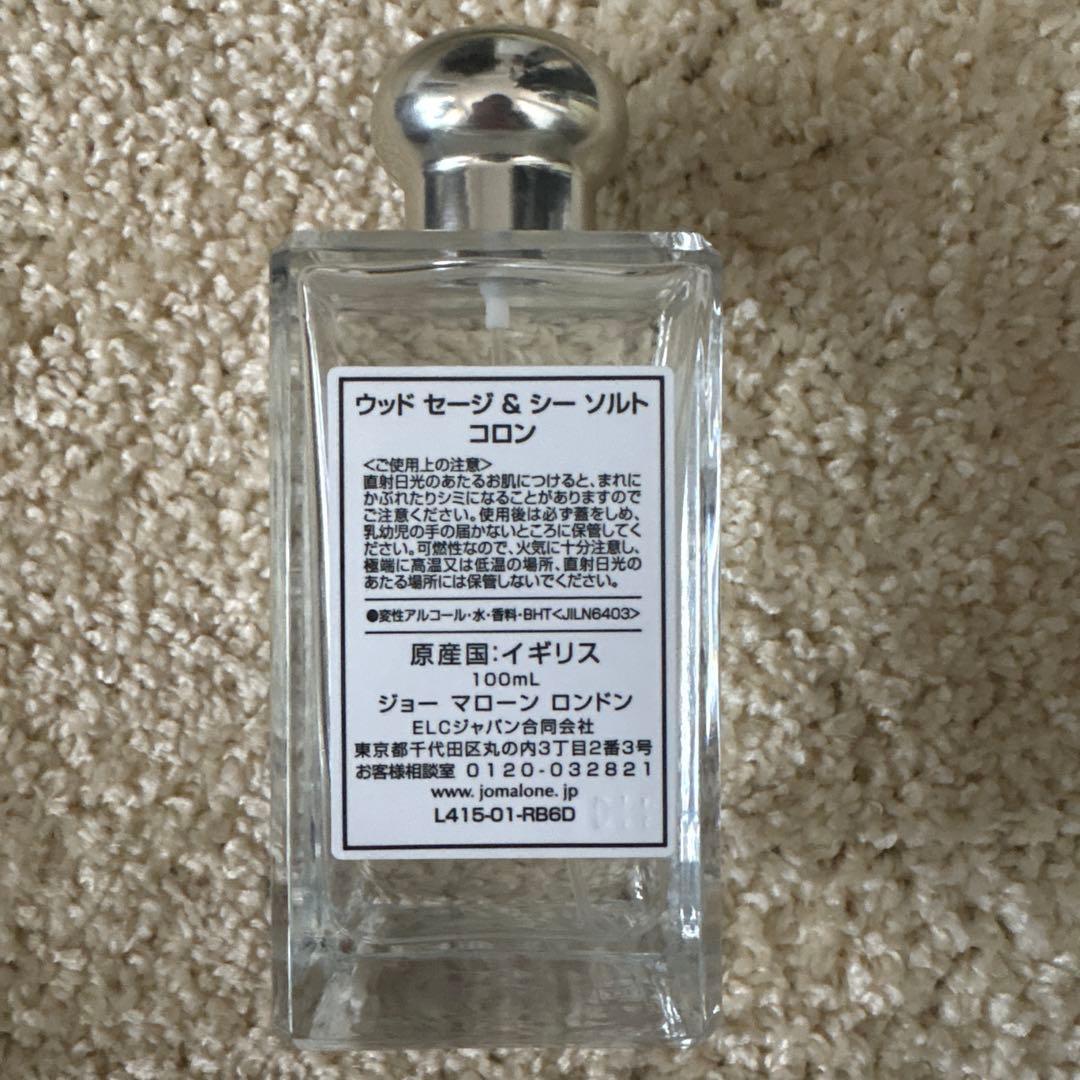 ウッド セージ & シー ソルト
コロン
<ご使用上の注意>
直射日光のあたるお肌につけると、まれに
かぶれたりシミになることがありますので
ご注意ください。使用後は必ず蓋をしめ、
乳幼児の手の届かないところに保管してく
ださい。可燃性なので、火気に十分注意し、
極端に高温又は低温の場所、直射日光の
あたる場所には保管しないでください。
●変性アルコール・水・香料・BHT<JILN6403>
原産国:イギリス
100mL
ジョー マローン ロンドン
ELCジャパン合同会社
東京都千代田区丸の内3丁目2番3号
お客様相談室 0120-032821
www. jomalone. jp
L415-01-RB6D